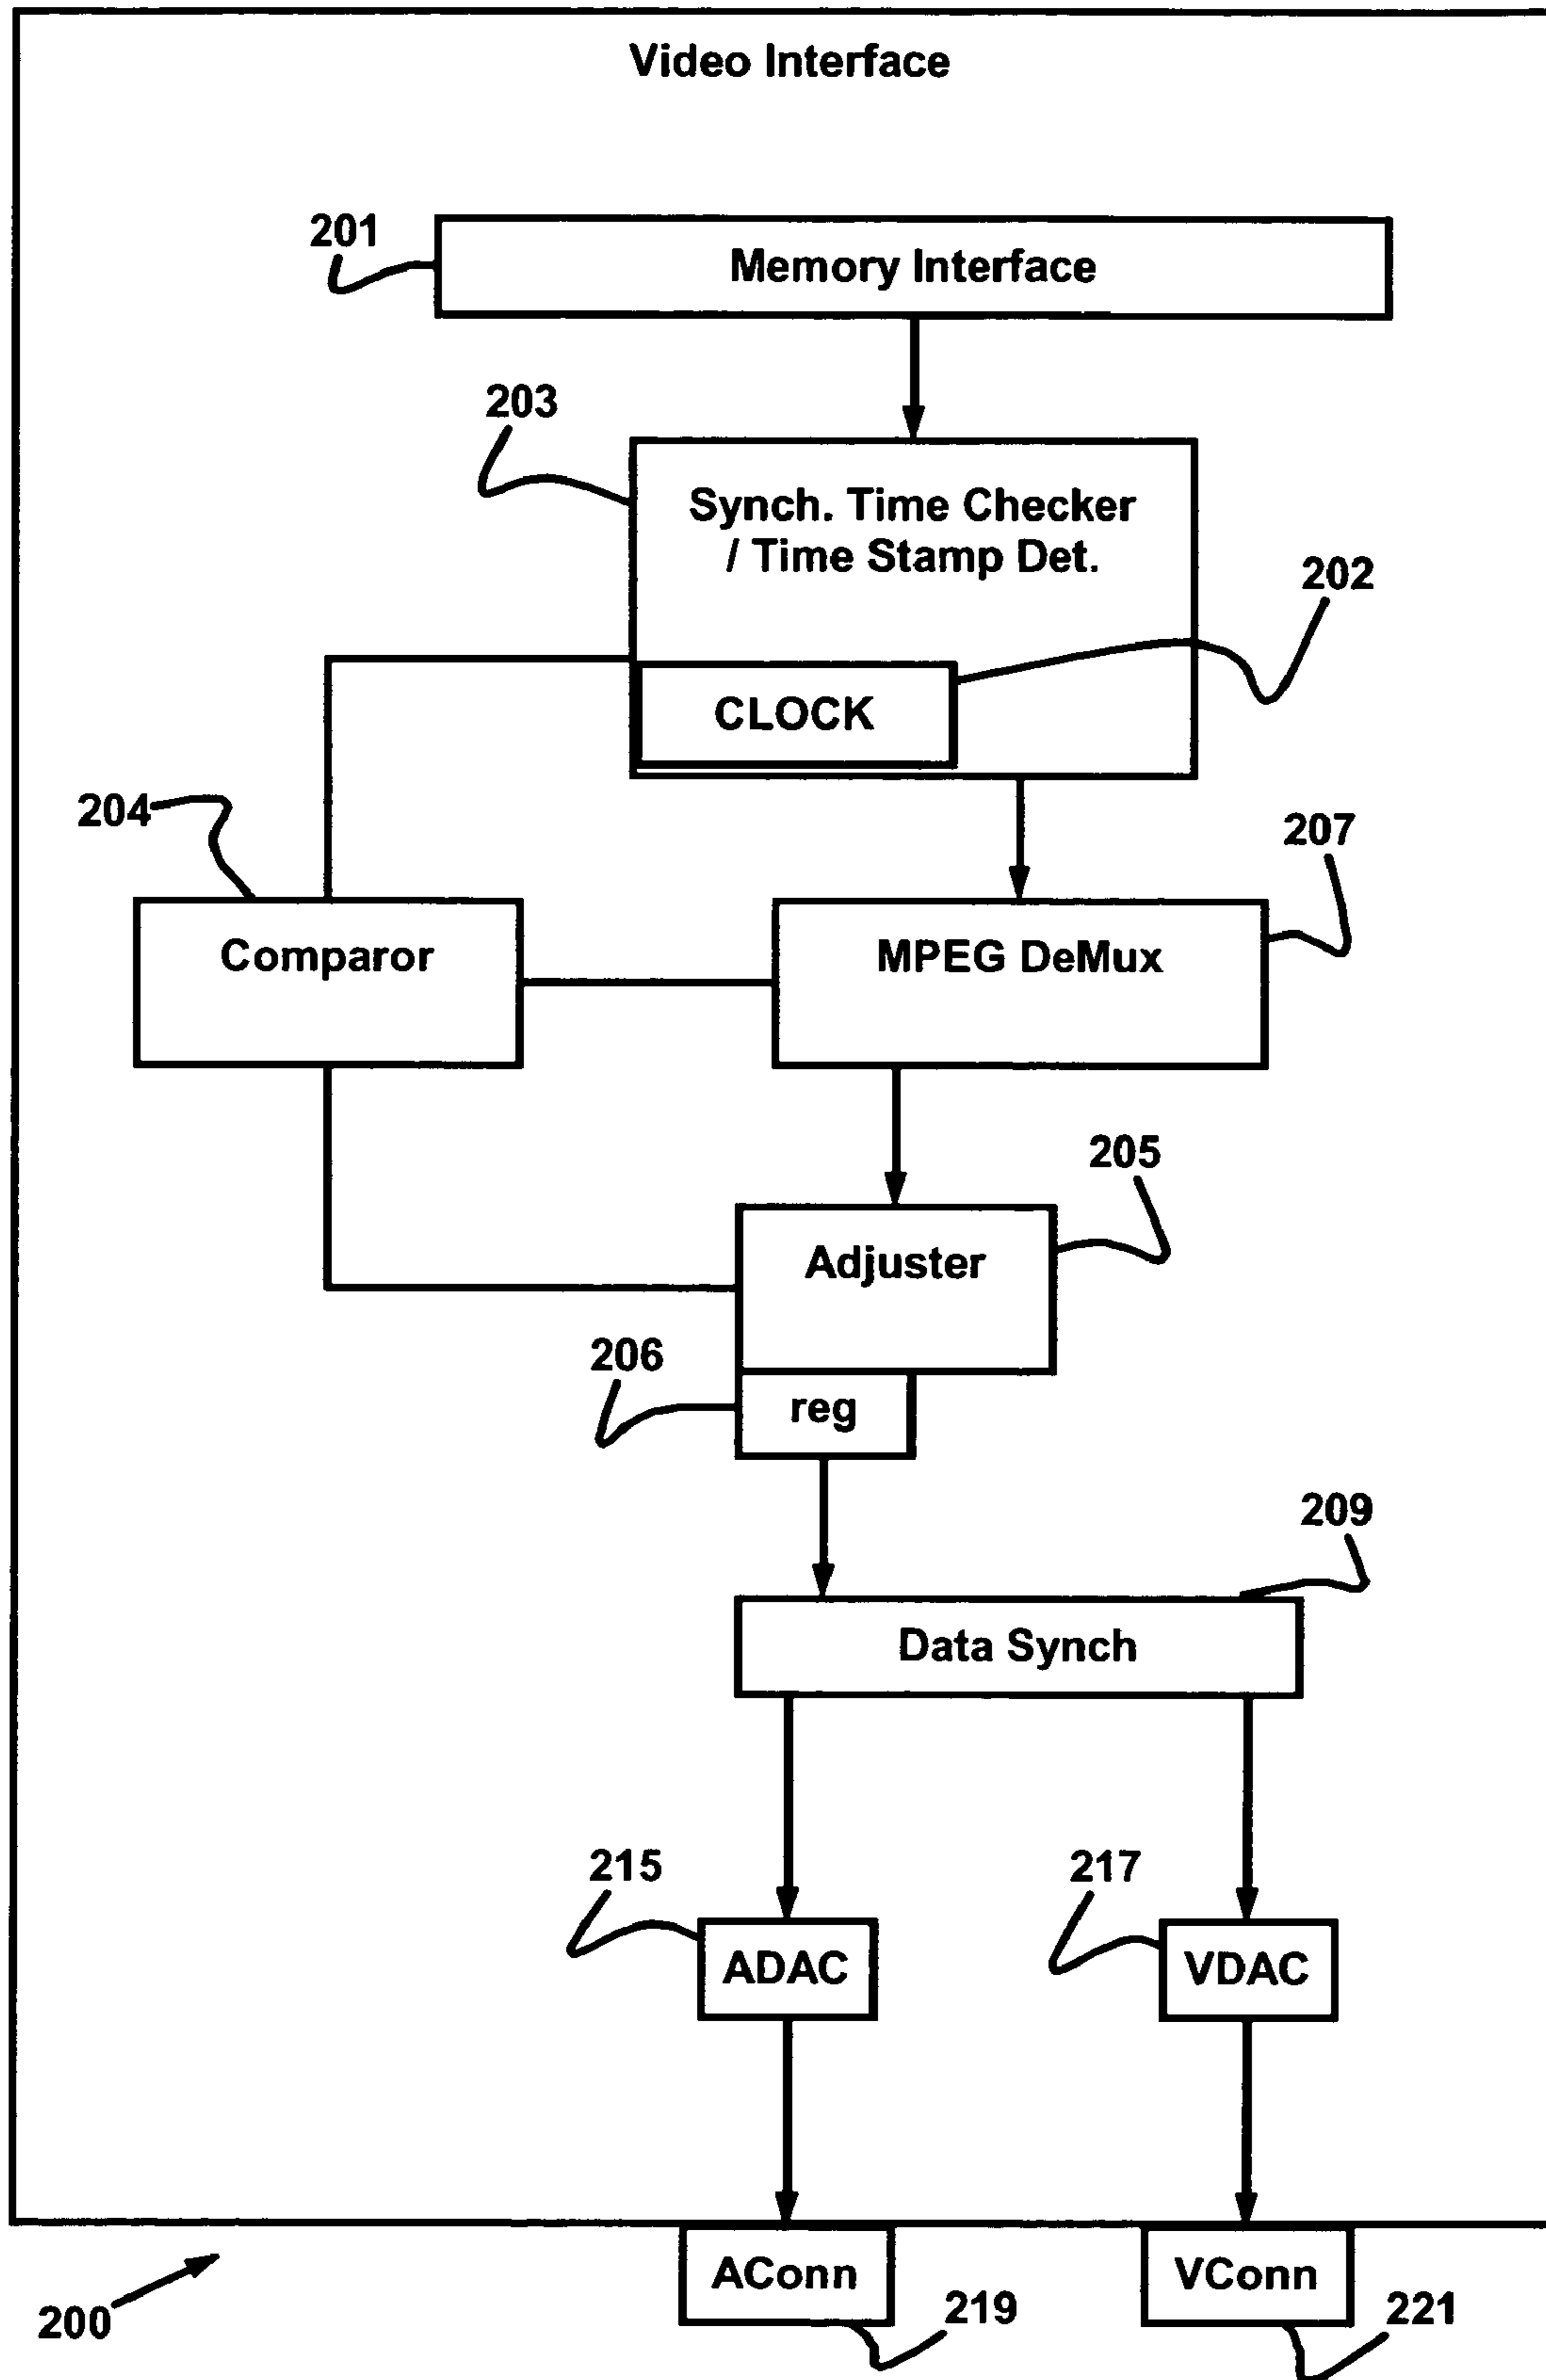 Video Interface
201
Memory Interface
203
Synch. Time Checker
/ Time Stamp Det.
202
CLOCK
204
207
Comparor
MPEG DeMux
205
Adjuster
206
reg
209
Data Synch
215
217
ADAC
VDAC
AConn
VConn
200
219
221